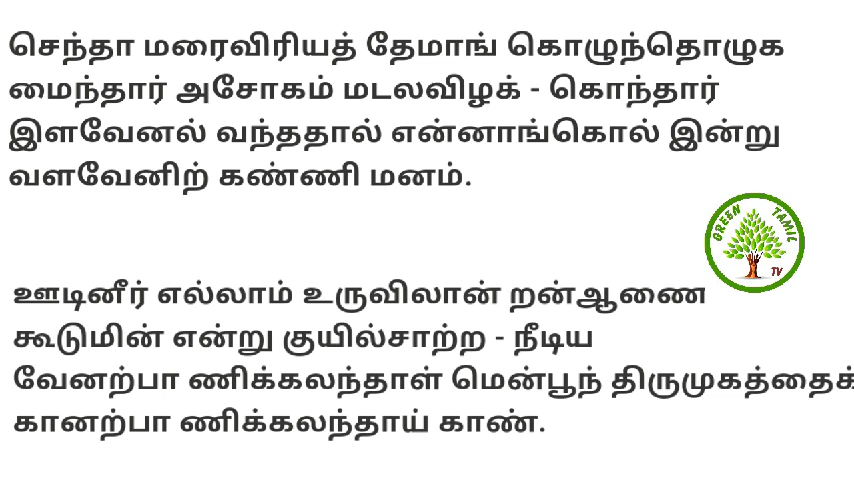 செந்தா மரைவிரியத் தேமாங் கொழுந்தொழுக
மைந்தார் அசோகம் மடலவிழக் - கொந்தார்
இளவேனல் வந்ததால் என்னாங்கொல் இன்று
வளவேனிற் கண்ணி மனம்.
GREEN TAMIL
TV
ஊடினீர் எல்லாம் உருவிலான் றன்ஆணை
கூடுமின் என்று குயில்சாற்ற - நீடிய
வேனற்பா ணிக்கலந்தாள் மென்பூந் திருமுகத்தைக்
கானற்பா ணிக்கலந்தாய் காண்.